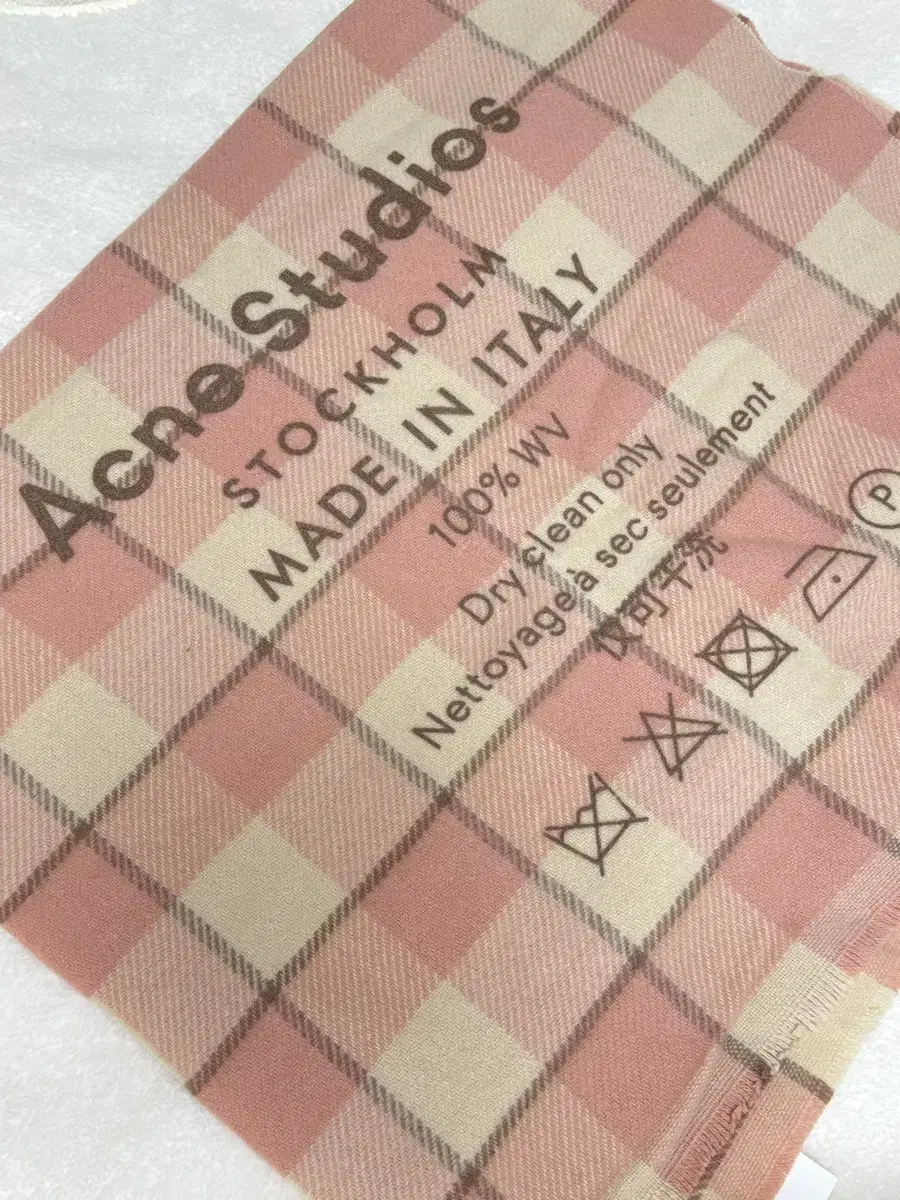 Acne Studios
STOCKHOLM
MADE IN ITALY
100% WV
Dry clean only
Nettoyage à sec seulement
仅可干洗
P